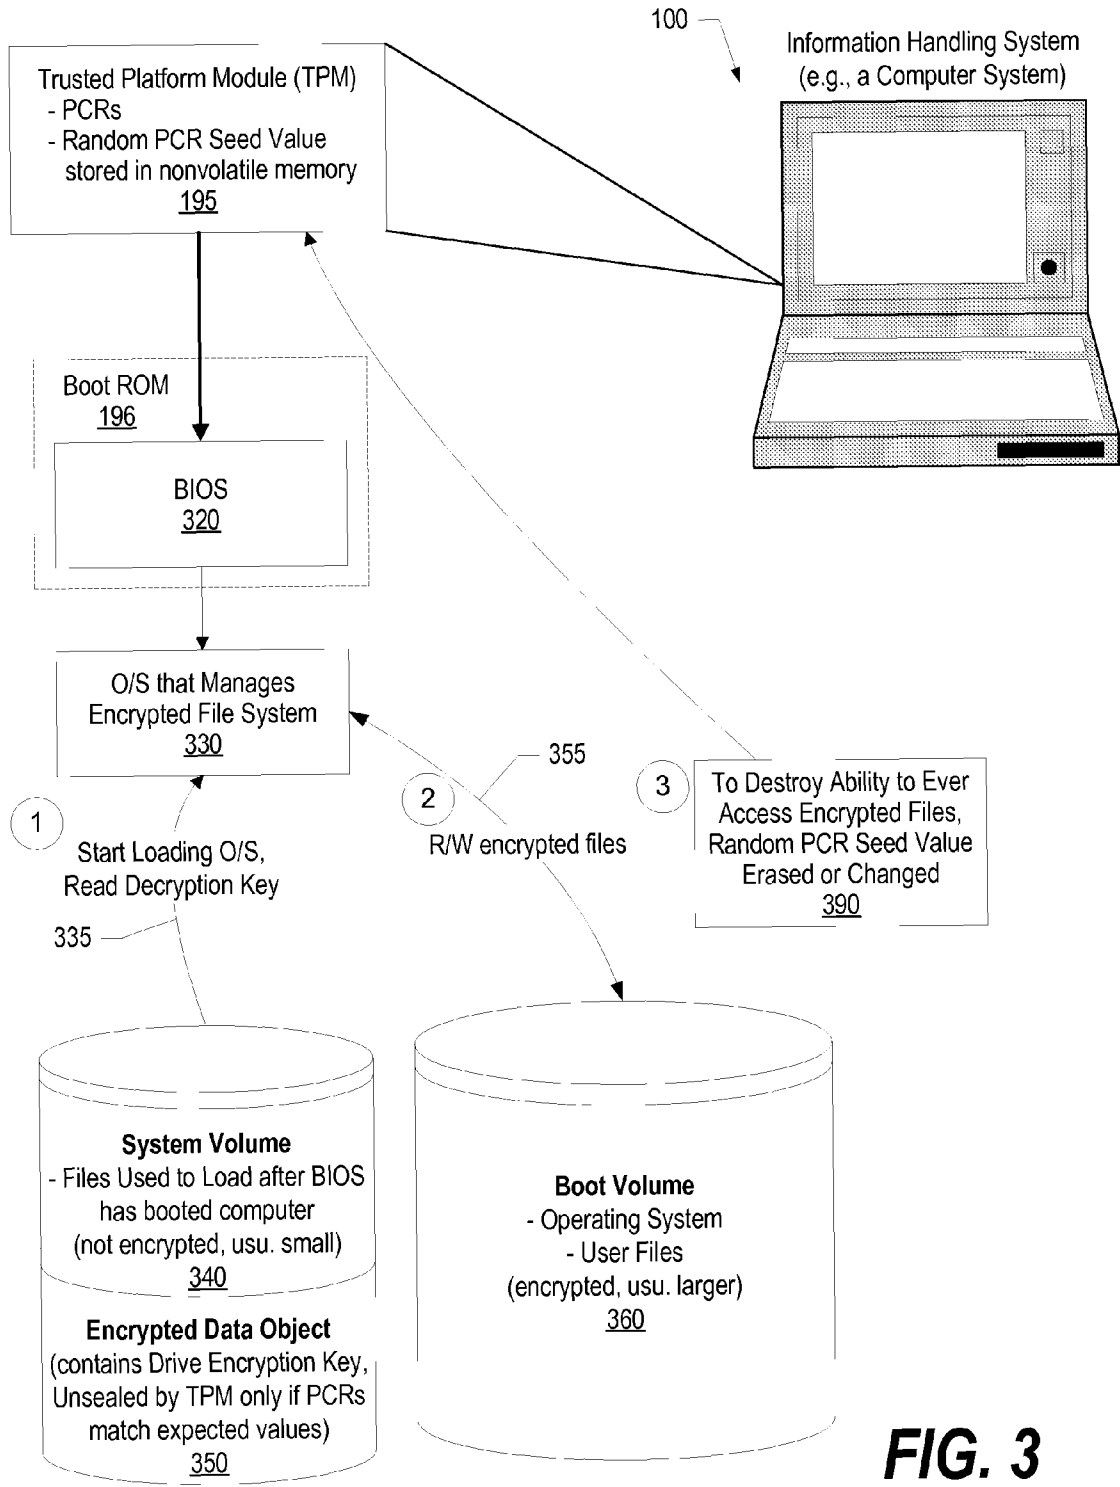 100
Information Handling System
(e.g., a Computer System)
Trusted Platform Module (TPM)
- PCRs
- Random PCR Seed Value
stored in nonvolatile memory
195
Boot ROM
196
BIOS
320
O/S that Manages
Encrypted File System
330
1
Start Loading O/S,
Read Decryption Key
335
2
355
R/W encrypted files
3
To Destroy Ability to Ever
Access Encrypted Files,
Random PCR Seed Value
Erased or Changed
390
System Volume
- Files Used to Load after BIOS
has booted computer
(not encrypted, usu. small)
340
Encrypted Data Object
(contains Drive Encryption Key,
Unsealed by TPM only if PCRs
match expected values)
350
Boot Volume
- Operating System
- User Files
(encrypted, usu. larger)
360
FIG. 3